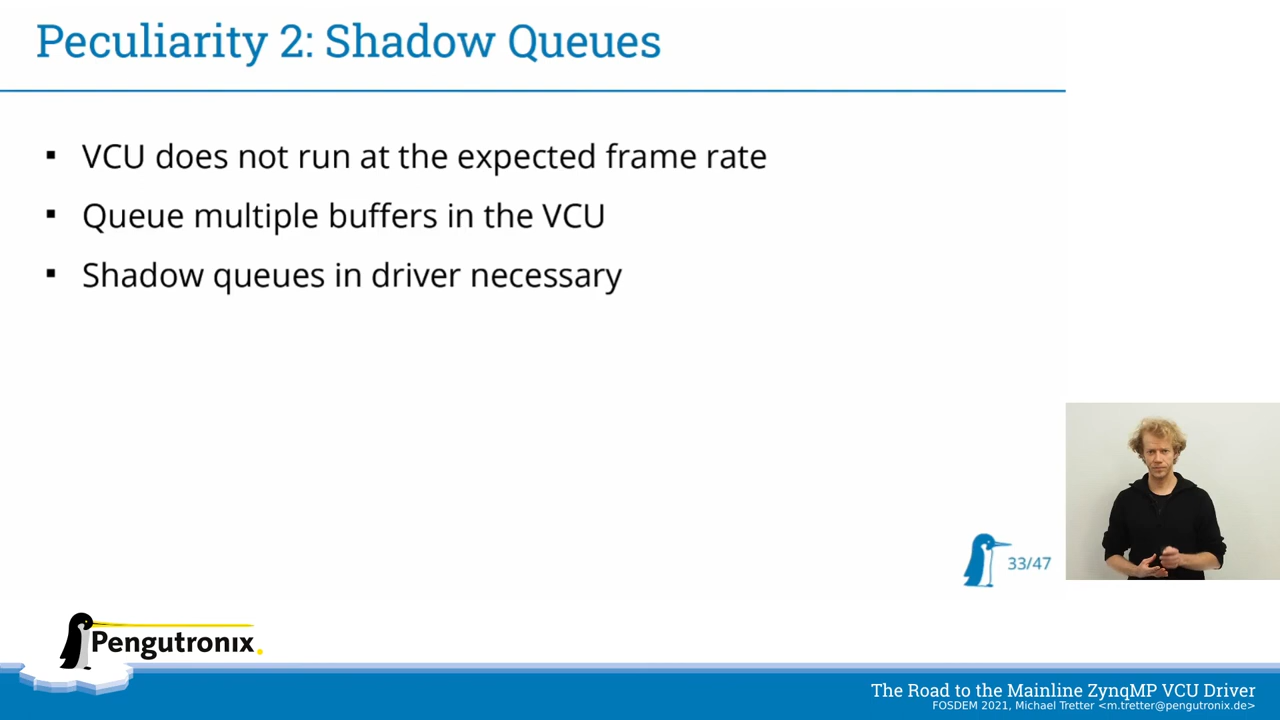 Peculiarity 2: Shadow Queues
▪ VCU does not run at the expected frame rate
▪ Queue multiple buffers in the VCU
▪ Shadow queues in driver necessary
33/47
Pengutronix.
The Road to the Mainline ZynqMP VCU Driver
FOSDEM 2021, Michael Tretter <m.tretter@pengutronix.de>